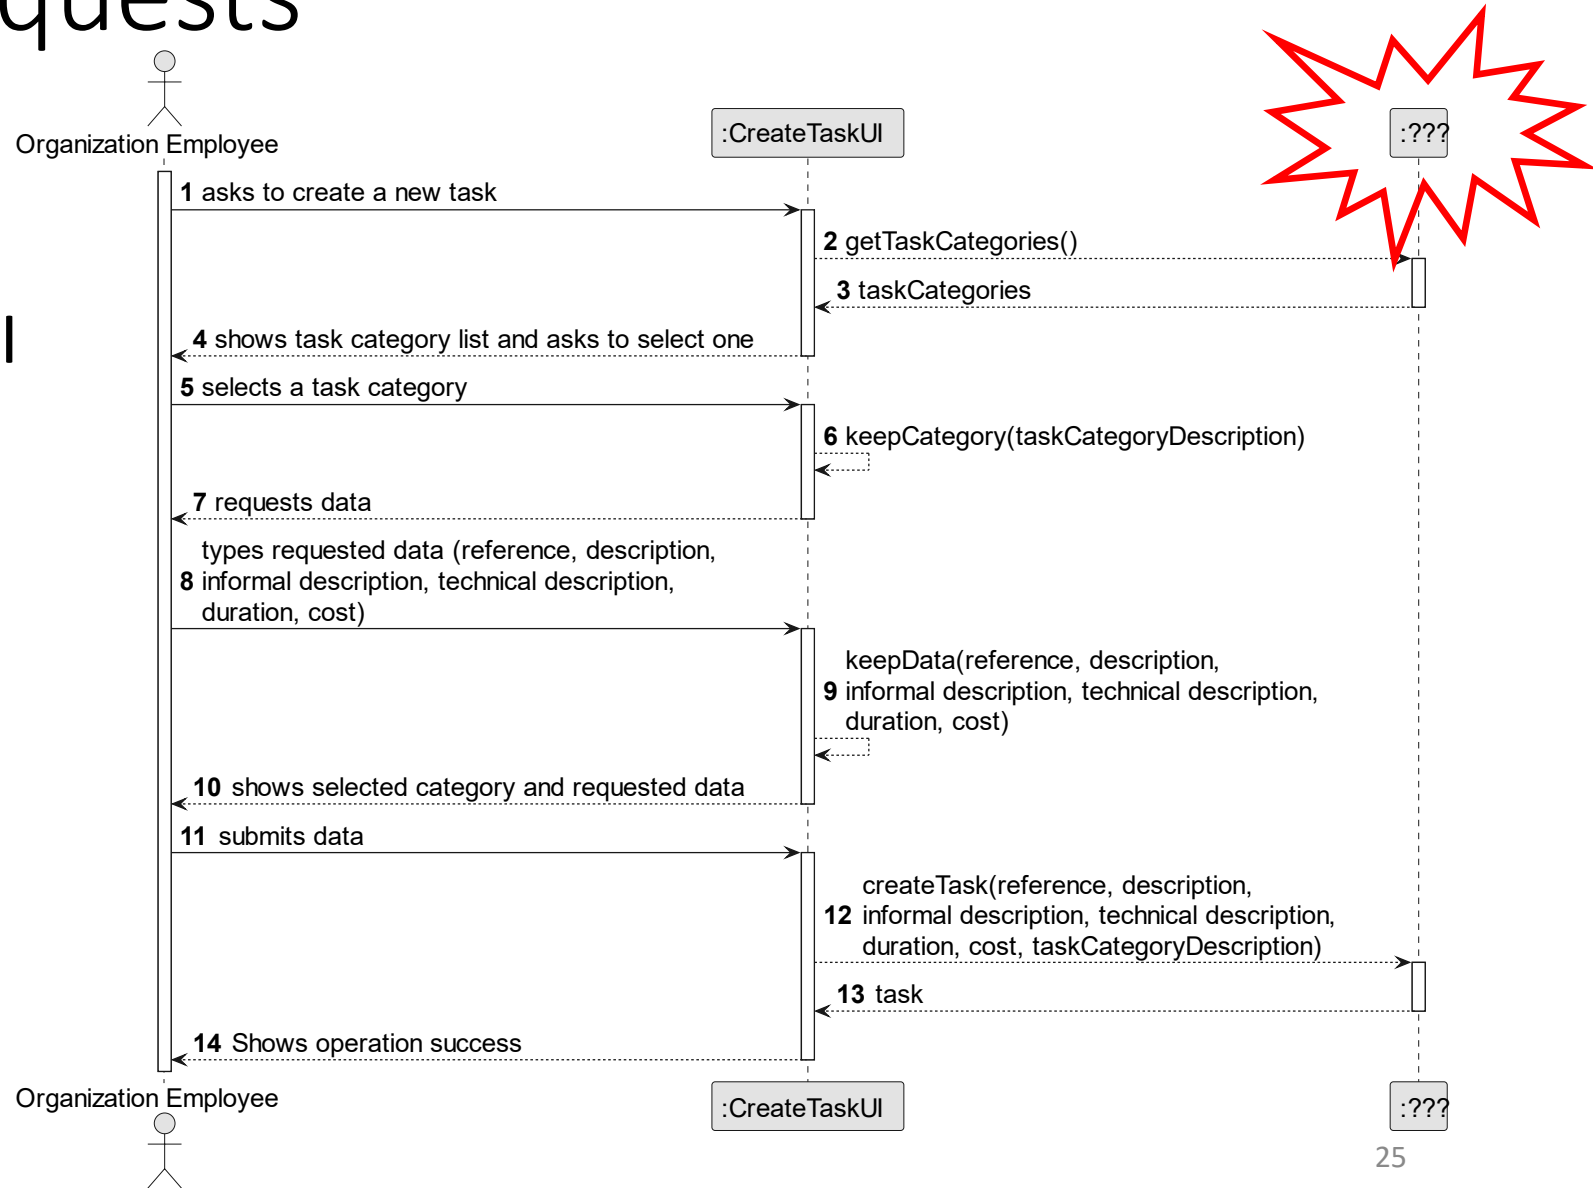 quests
Organization Employee
:CreateTaskUI
:???
1 asks to create a new task
2 getTaskCategories()
3 taskCategories
4 shows task category list and asks to select one
5 selects a task category
6 keepCategory(taskCategoryDescription)
7 requests data
types requested data (reference, description,
8 informal description, technical description,
duration, cost)
keepData(reference, description,
9 informal description, technical description,
duration, cost)
10 shows selected category and requested data
11 submits data
createTask(reference, description,
12 informal description, technical description,
duration, cost, taskCategoryDescription)
13 task
14 Shows operation success
Organization Employee
:CreateTaskUI
:???
25